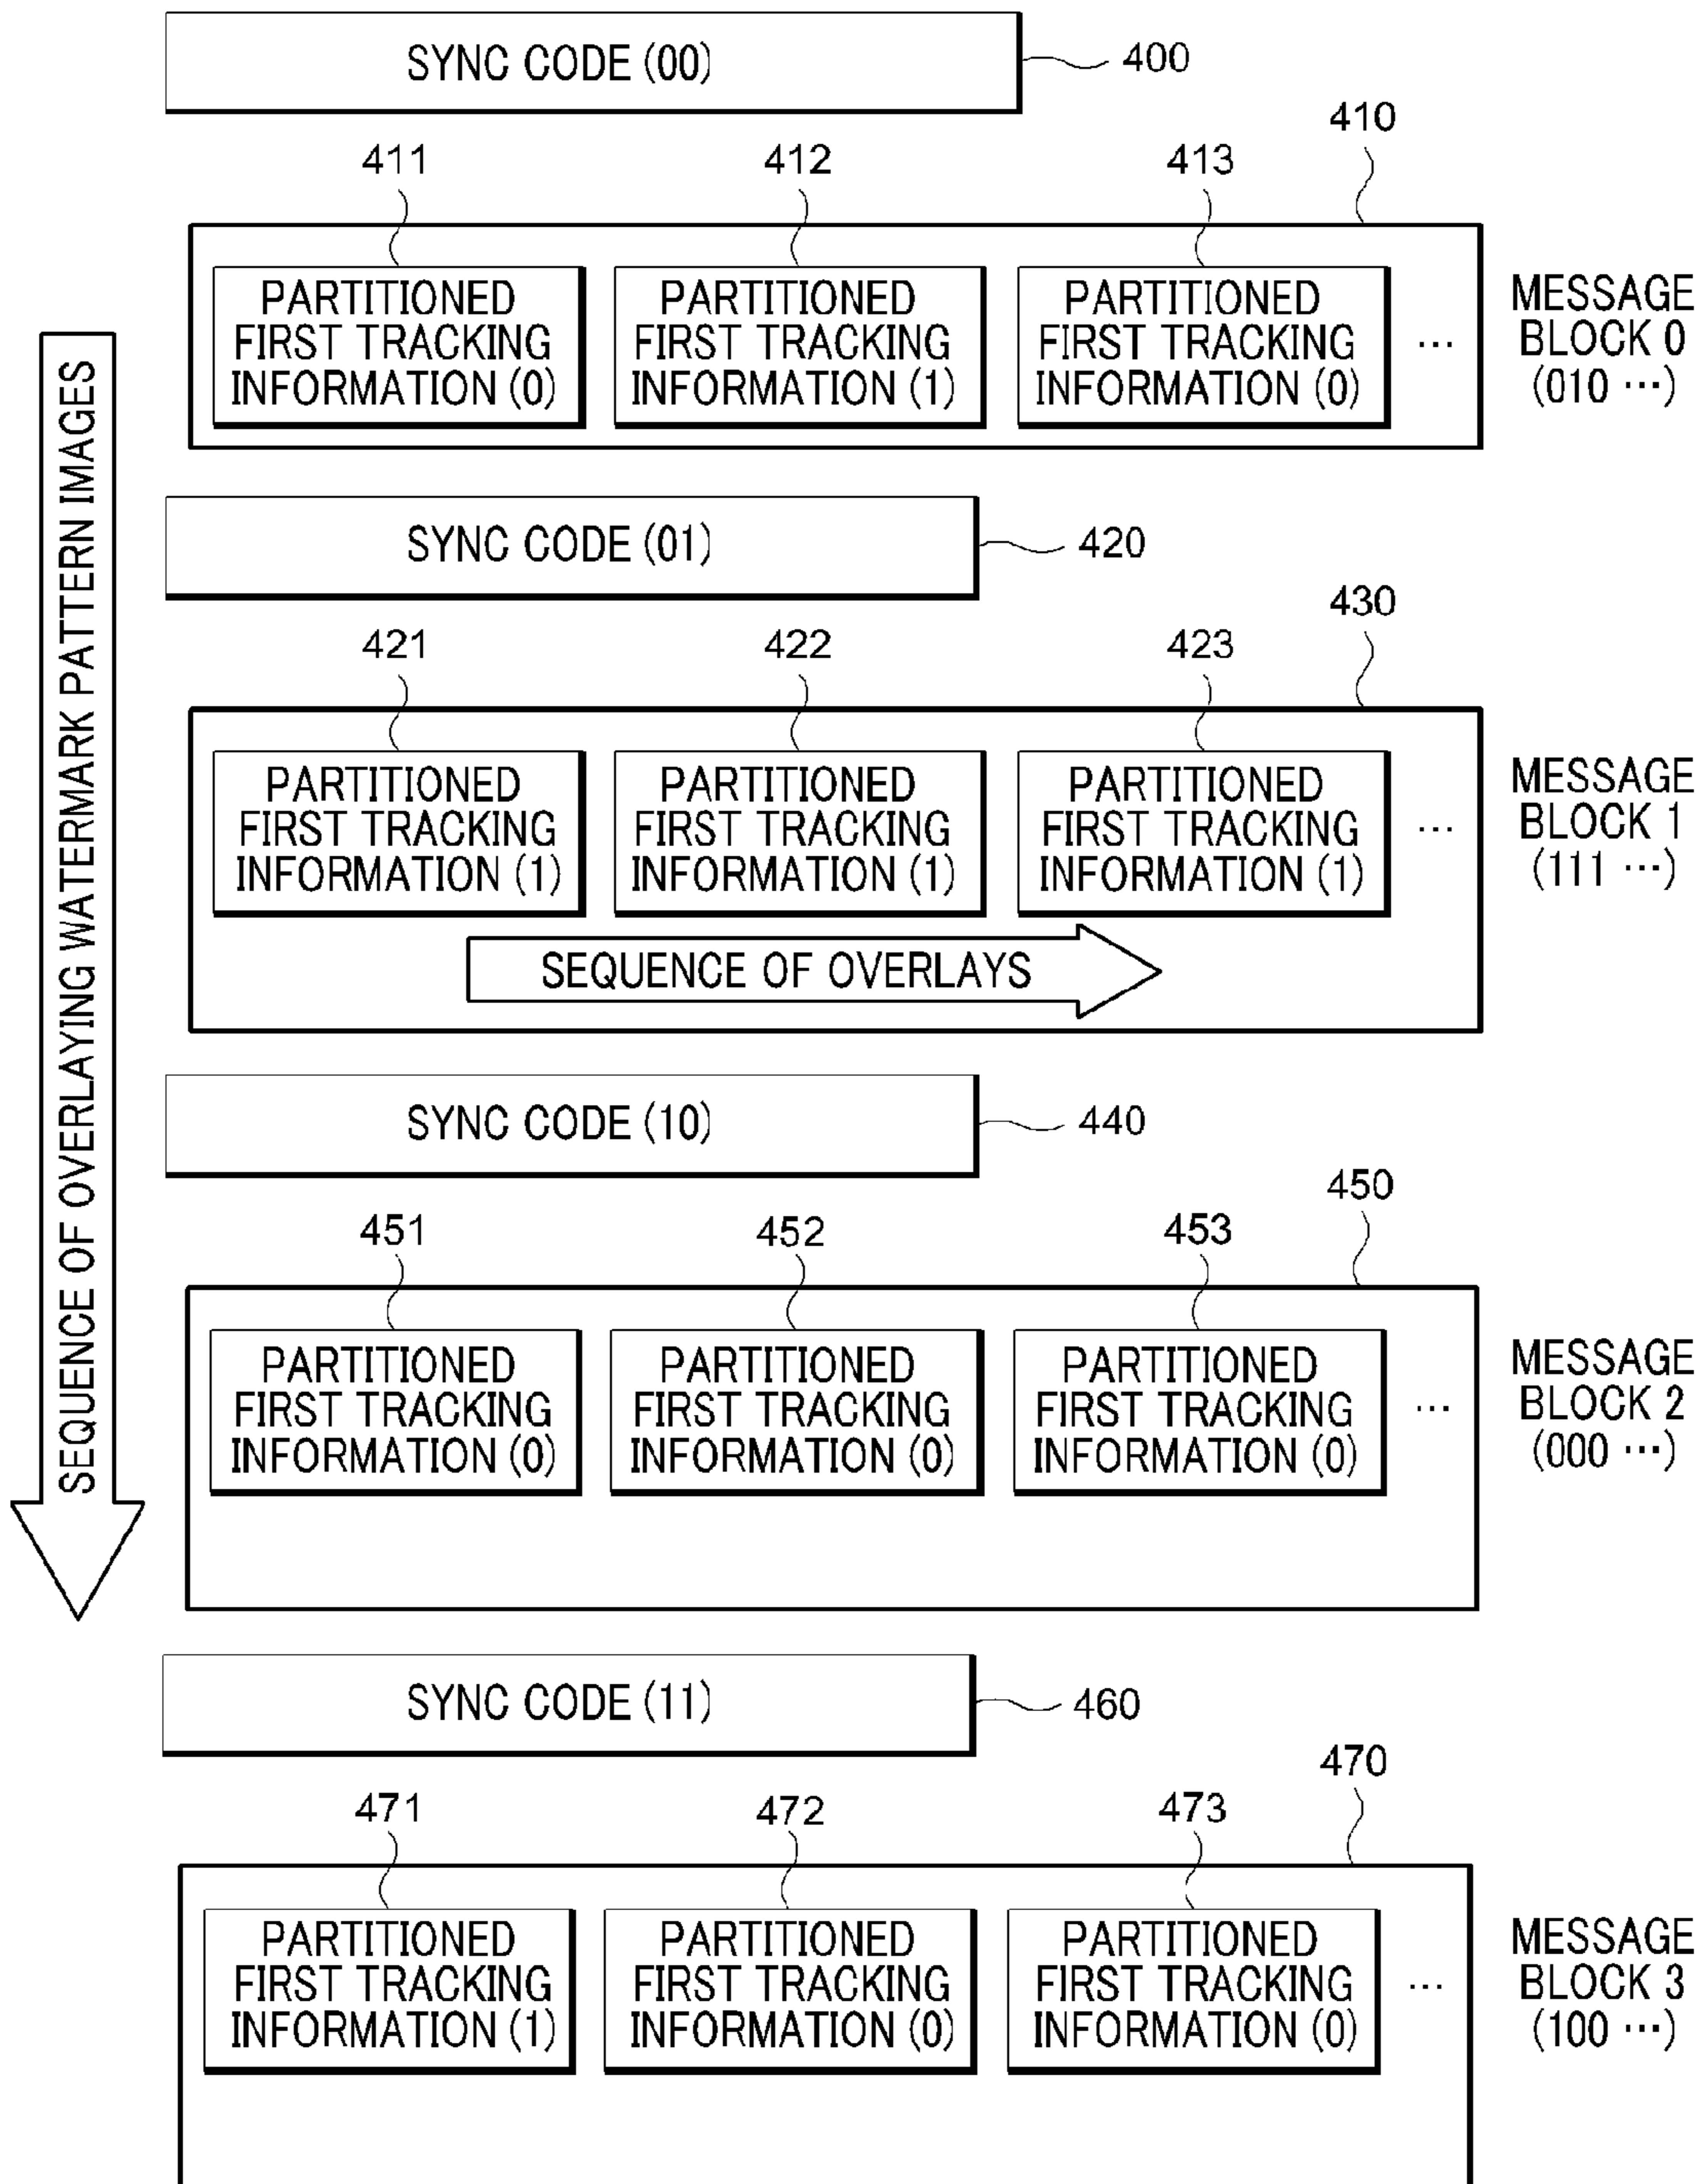 SYNC CODE (00)
400
410
411
412
413
PARTITIONED
FIRST TRACKING
INFORMATION (0)
PARTITIONED
FIRST TRACKING
INFORMATION (1)
PARTITIONED
FIRST TRACKING
INFORMATION (0)
...
MESSAGE
BLOCK 0
(010 ...)
SEQUENCE OF OVERLAYING WATERMARK PATTERN IMAGES
SYNC CODE (01)
420
430
421
422
423
PARTITIONED
FIRST TRACKING
INFORMATION (1)
PARTITIONED
FIRST TRACKING
INFORMATION (1)
PARTITIONED
FIRST TRACKING
INFORMATION (1)
...
MESSAGE
BLOCK 1
(111 ...)
SEQUENCE OF OVERLAYS
SYNC CODE (10)
440
450
451
452
453
PARTITIONED
FIRST TRACKING
INFORMATION (0)
PARTITIONED
FIRST TRACKING
INFORMATION (0)
PARTITIONED
FIRST TRACKING
INFORMATION (0)
...
MESSAGE
BLOCK 2
(000 ...)
SYNC CODE (11)
460
470
471
472
473
PARTITIONED
FIRST TRACKING
INFORMATION (1)
PARTITIONED
FIRST TRACKING
INFORMATION (0)
PARTITIONED
FIRST TRACKING
INFORMATION (0)
...
MESSAGE
BLOCK 3
(100 ...)